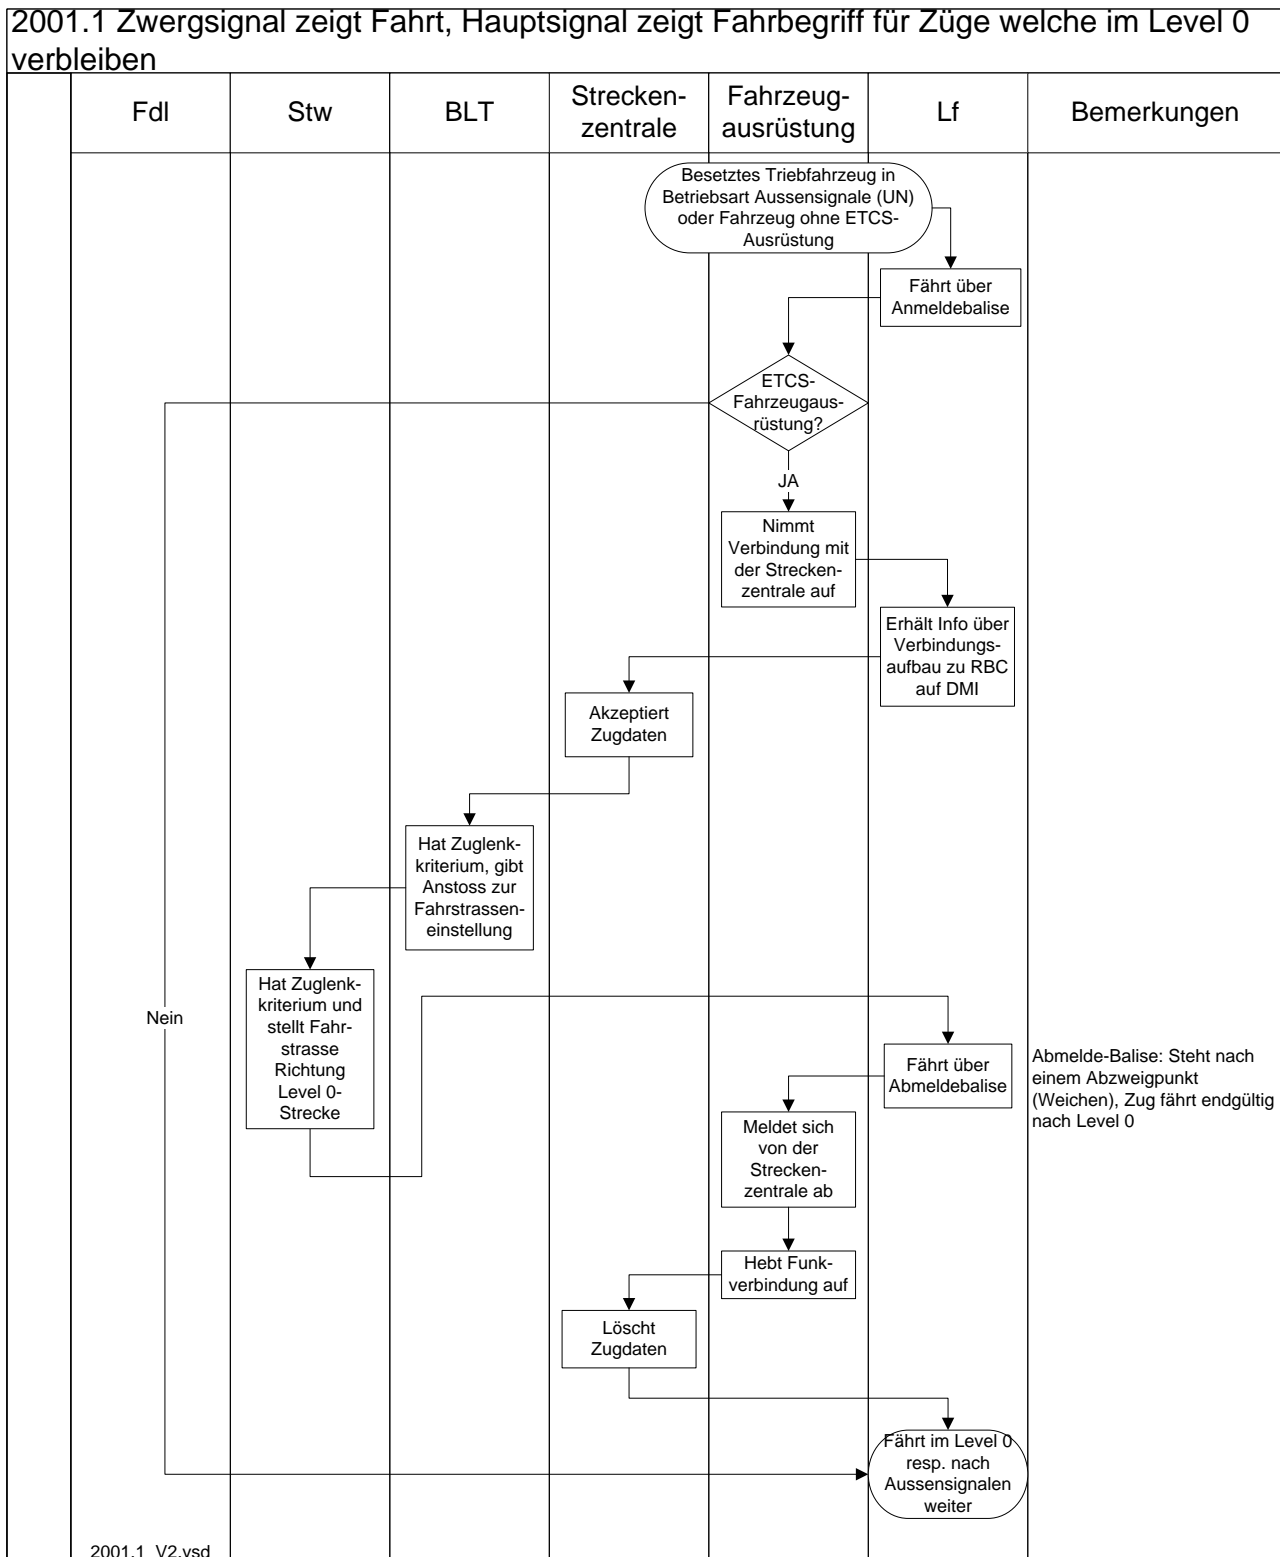 2001.1 Zwergsignal zeigt Fahrt, Hauptsignal zeigt Fahrbegriff für Züge welche im Level 0
verbleiben
Fdl
Stw
BLT
Strecken-
zentrale
Fahrzeug-
ausrüstung
Lf
Bemerkungen
Besetztes Triebfahrzeug in
Betriebsart Aussensignale (UN)
oder Fahrzeug ohne ETCS-
Ausrüstung
Fährt über
Anmeldebalise
ETCS-
Fahrzeugaus-
rüstung?
JA
Nimmt
Verbindung mit
der Strecken-
zentrale auf
Erhält Info über
Verbindungs-
aufbau zu RBC
auf DMI
Akzeptiert
Zugdaten
Hat Zuglenk-
kriterium, gibt
Anstoss zur
Fahrstrassen-
einstellung
Hat Zuglenk-
kriterium und
stellt Fahr-
strasse
Richtung
Level 0-
Strecke
Nein
Fährt über
Abmeldebalise
Abmelde-Balise: Steht nach
einem Abzweigpunkt
(Weichen), Zug fährt endgültig
nach Level 0
Meldet sich
von der
Strecken-
zentrale ab
Hebt Funk-
verbindung auf
Löscht
Zugdaten
Fährt im Level 0
resp. nach
Aussensignalen
weiter
2001.1_V2.vsd